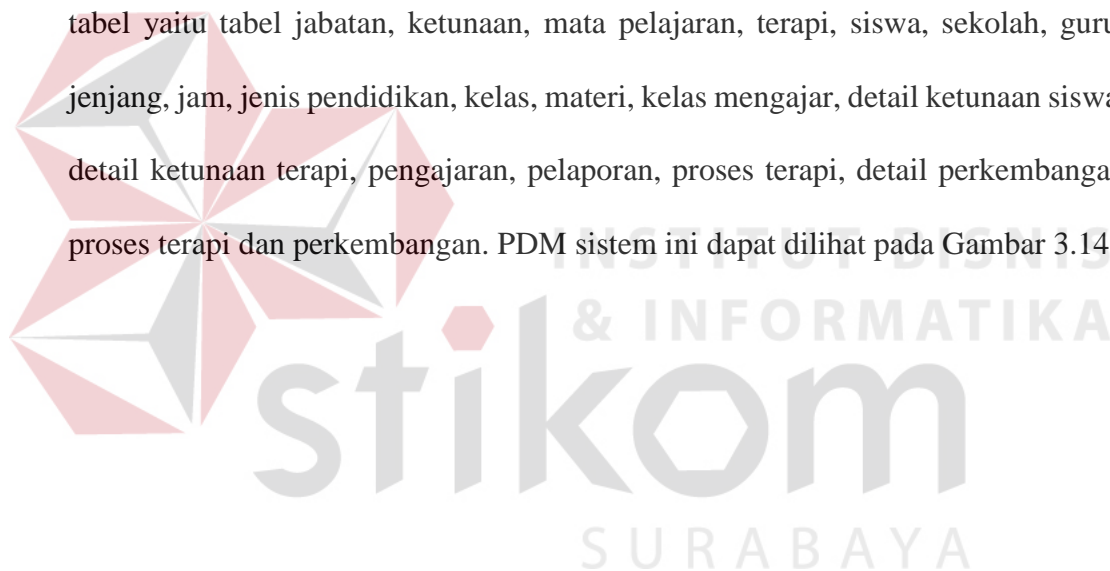 tabel yaitu tabel jabatan, ketunaan, mata pelajaran, terapi, siswa, sekolah, guru
jenjang, jam, jenis pendidikan, kelas, materi, kelas mengajar, detail ketunaan siswa
detail ketunaan terapi, pengajaran, pelaporan, proses terapi, detail perkembanga
proses terapi dan perkembangan. PDM sistem ini dapat dilihat pada Gambar 3.14
INSTITUT BISNIS
& INFORMATIKA
stikom
SURABAYA